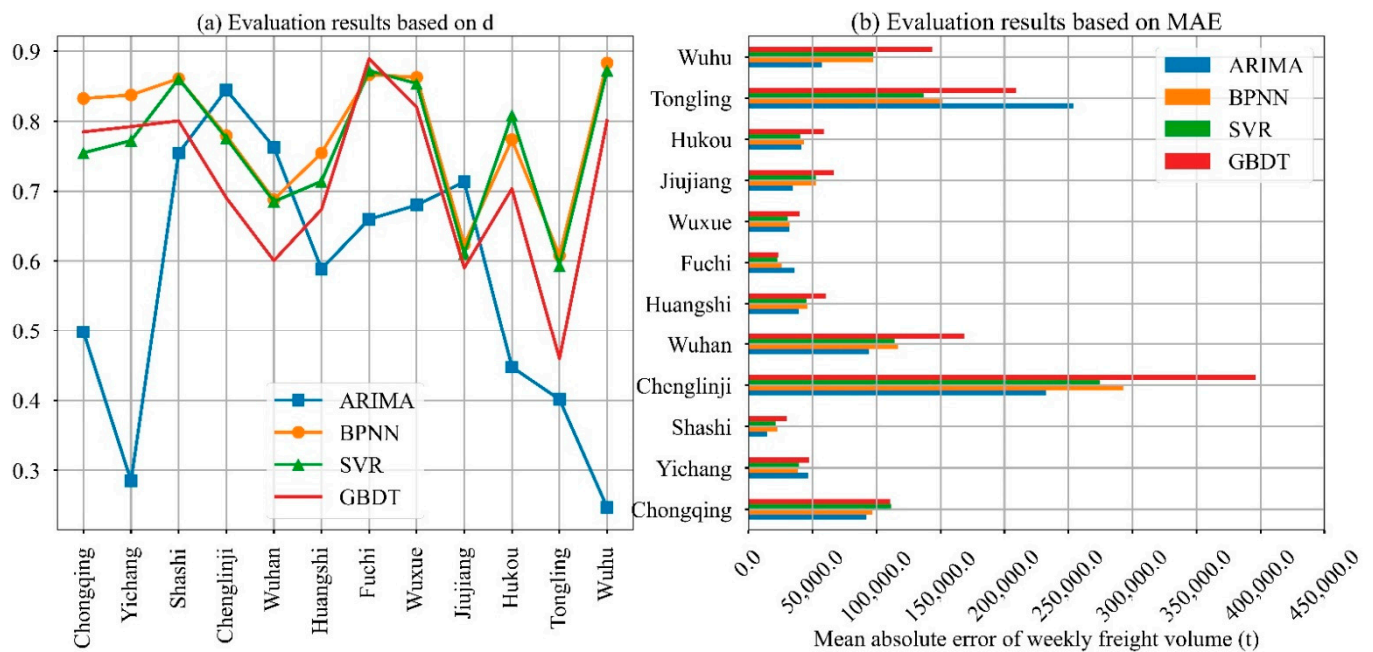 (a) Evaluation results based on d
0.9
0.8
0.7
0.6
0.5
0.4
0.3
ARIMA
BPNN
SVR
GBDT
Chongqing
Yichang
Shashi
Chenglinji
Wuhan
Huangshi
Fuchi
Wuxue
Jiujiang
Hukou
Tongling
Wuhu
(b) Evaluation results based on MAE
Wuhu
Tongling
Hukou
Jiujiang
Wuxue
Fuchi
Huangshi
Wuhan
Chenglinji
Shashi
Yichang
Chongqing
ARIMA
BPNN
SVR
GBDT
0.0
50,000.0
100,000.0
150,000.0
200,000.0
250,000.0
300,000.0
350,000.0
400,000.0
450,000.0
Mean absolute error of weekly freight volume (t)